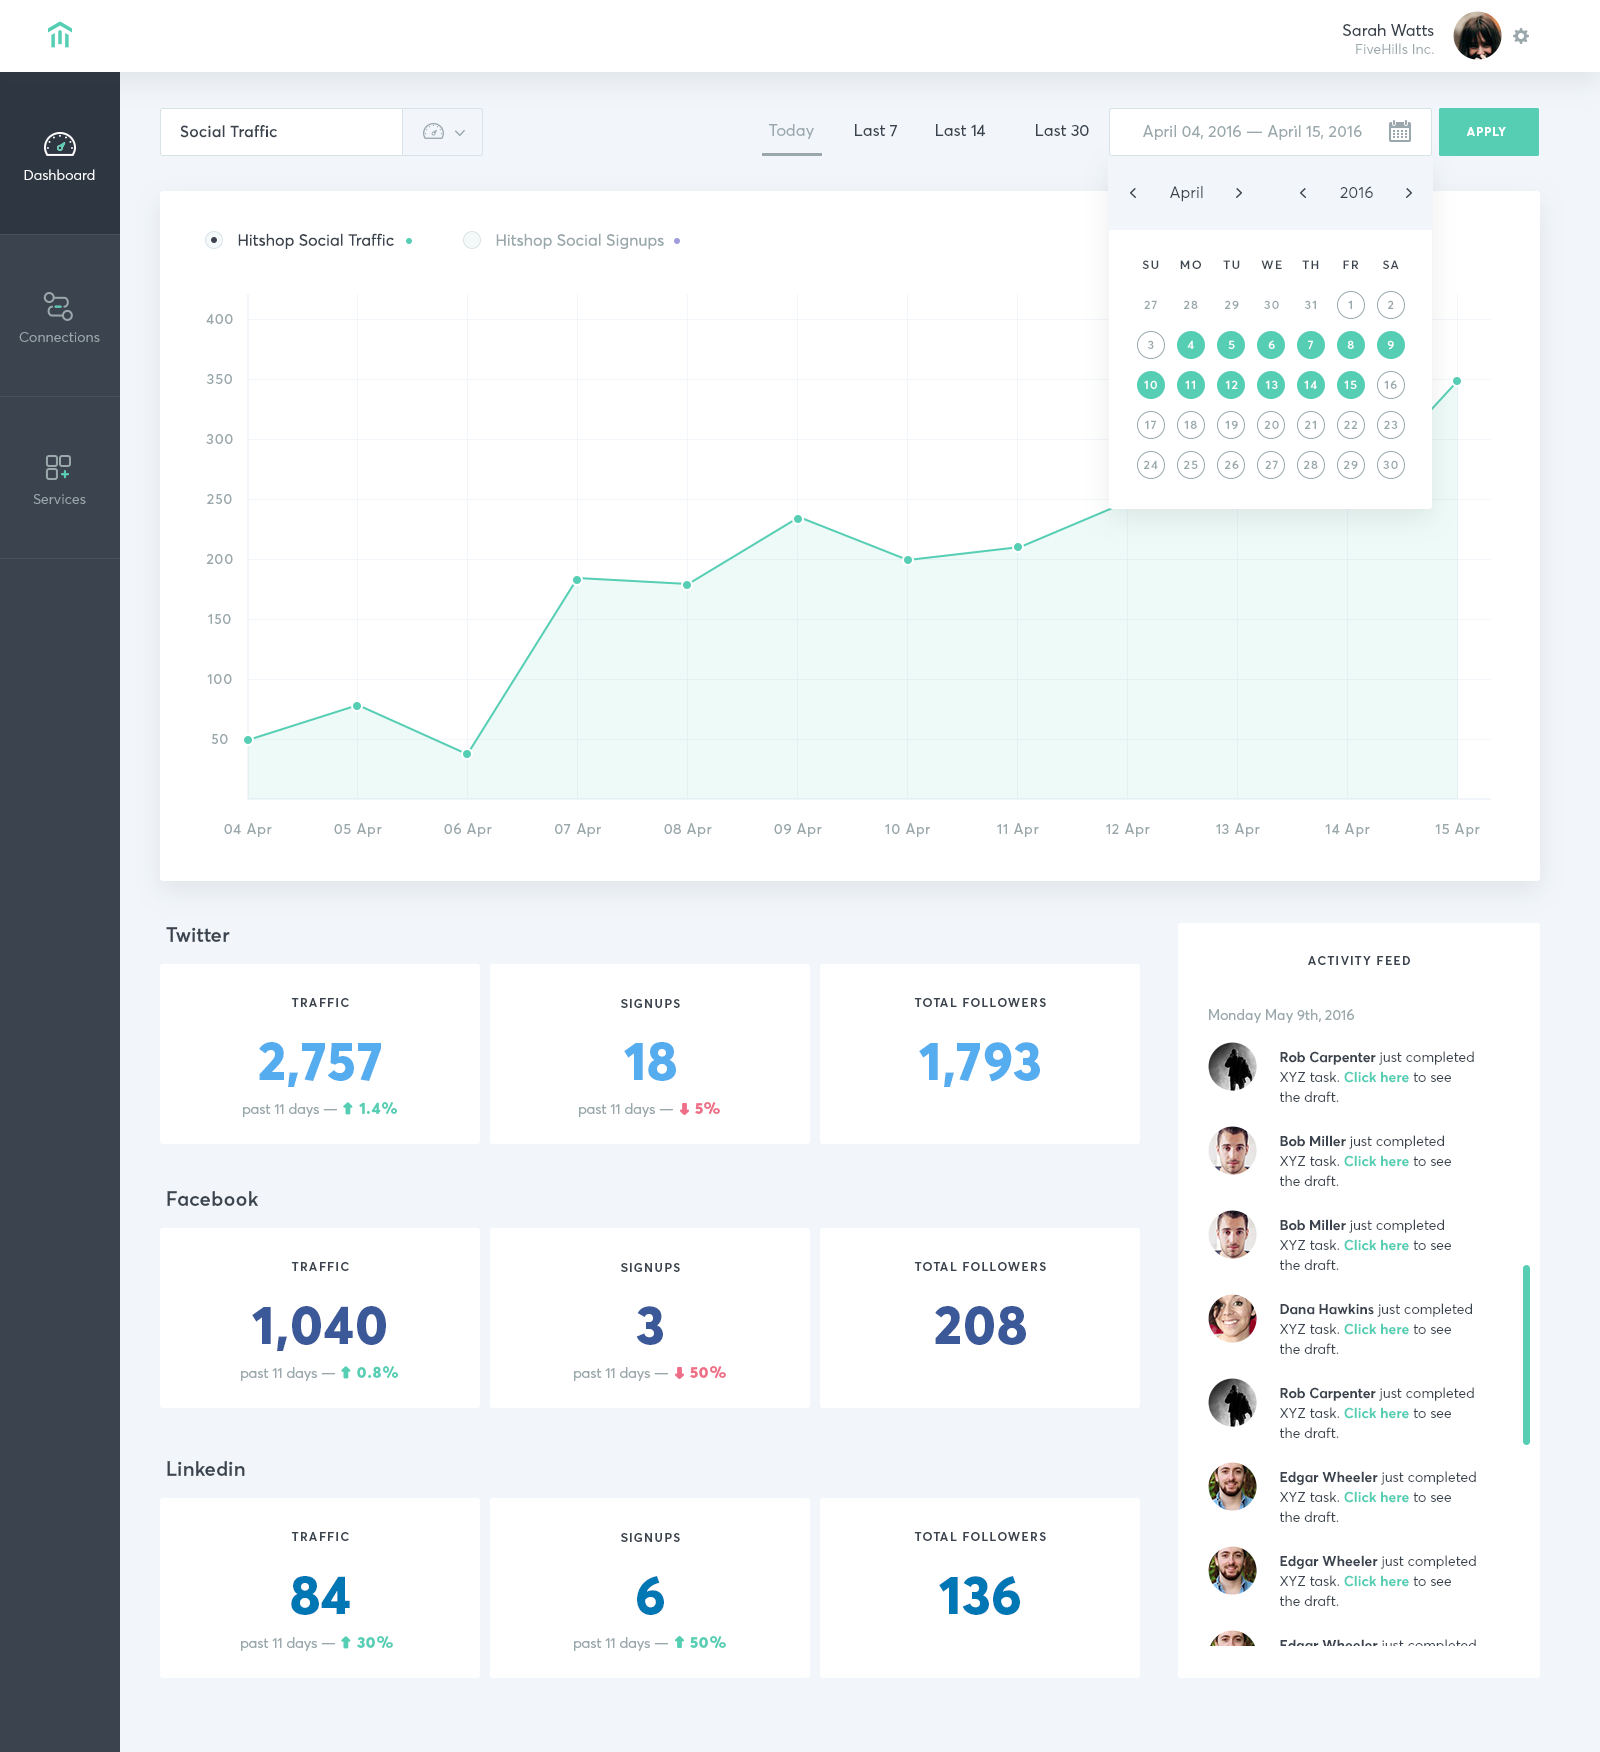 Sarah Watts
FiveHills Inc.
Dashboard
Connections
Services
Social Traffic
Today
Last 7
Last 14
Last 30
April 04, 2016 — April 15, 2016
APPLY
April
2016
SU MO TU WE TH FR SA
27 28 29 30 31 1 2
3 4 5 6 7 8 9
10 11 12 13 14 15 16
17 18 19 20 21 22 23
24 25 26 27 28 29 30
Hitshop Social Traffic
Hitshop Social Signups
400
350
300
250
200
150
100
50
04 Apr 05 Apr 06 Apr 07 Apr 08 Apr 09 Apr 10 Apr 11 Apr 12 Apr 13 Apr 14 Apr 15 Apr
Twitter
TRAFFIC
2,757
past 11 days — 1.4%
SIGNUPS
18
past 11 days — 5%
TOTAL FOLLOWERS
1,793
Facebook
TRAFFIC
1,040
past 11 days — 0.8%
SIGNUPS
3
past 11 days — 50%
TOTAL FOLLOWERS
208
Linkedin
TRAFFIC
84
past 11 days — 30%
SIGNUPS
6
past 11 days — 50%
TOTAL FOLLOWERS
136
ACTIVITY FEED
Monday May 9th, 2016
Rob Carpenter just completed
XYZ task. Click here to see
the draft.
Bob Miller just completed
XYZ task. Click here to see
the draft.
Bob Miller just completed
XYZ task. Click here to see
the draft.
Dana Hawkins just completed
XYZ task. Click here to see
the draft.
Rob Carpenter just completed
XYZ task. Click here to see
the draft.
Edgar Wheeler just completed
XYZ task. Click here to see
the draft.
Edgar Wheeler just completed
XYZ task. Click here to see
the draft.
Edgar Wheeler just completed